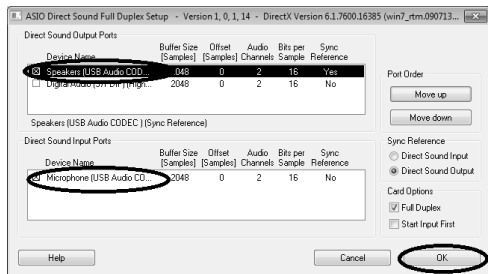 ASIO Direct Sound Full Duplex Setup - Version 1, 0, 1, 14 - DirectX Version 6.1.7600.16385 (win7_rtm.090713...
Direct Sound Output Ports
Device Name Buffer Size [Samples] Offset [Samples] Audio Channels Bits per Sample Sync Reference
Speakers (USB Audio COD... 048 0 2 16 Yes
Digital Audio (S/PDIF) (High... 2048 0 2 16 No
Speakers (USB Audio CODEC ) (Sync Reference)
Direct Sound Input Ports
Device Name Buffer Size [Samples] Offset [Samples] Audio Channels Bits per Sample Sync Reference
Microphone (USB Audio CO... 2048 0 2 16 No
Port Order
Move up
Move down
Sync Reference
Direct Sound Input
Direct Sound Output
Card Options
Full Duplex
Start Input First
Help
Cancel
OK